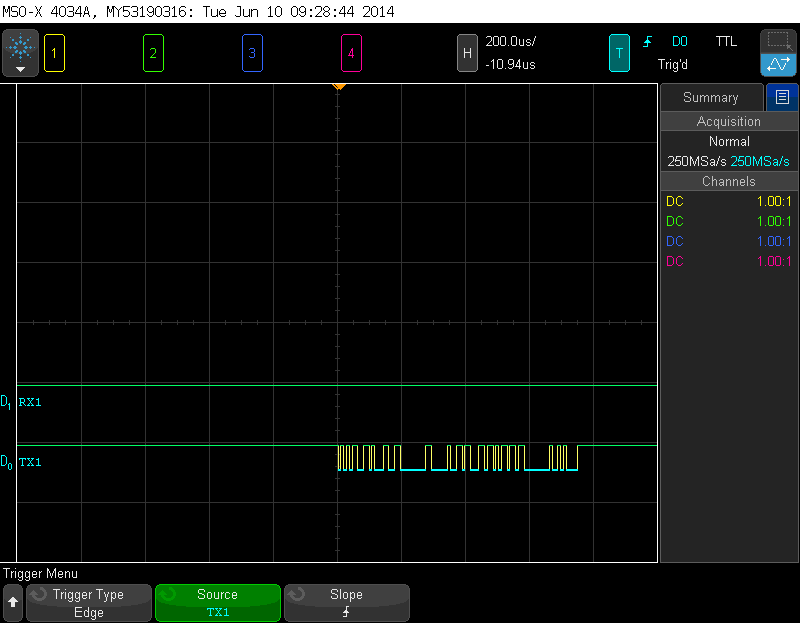 MSO-X 4034A, MY53190316: Tue Jun 10 09:28:44 2014
1 2 3 4 H 200.0us/ -10.94us T D0 TTL Trig'd
Summary
Acquisition
Normal
250MSa/s 250MSa/s
Channels
DC 1.00:1
DC 1.00:1
DC 1.00:1
DC 1.00:1
D1 RX1
D0 TX1
Trigger Menu
Trigger Type
Edge
Source
TX1
Slope